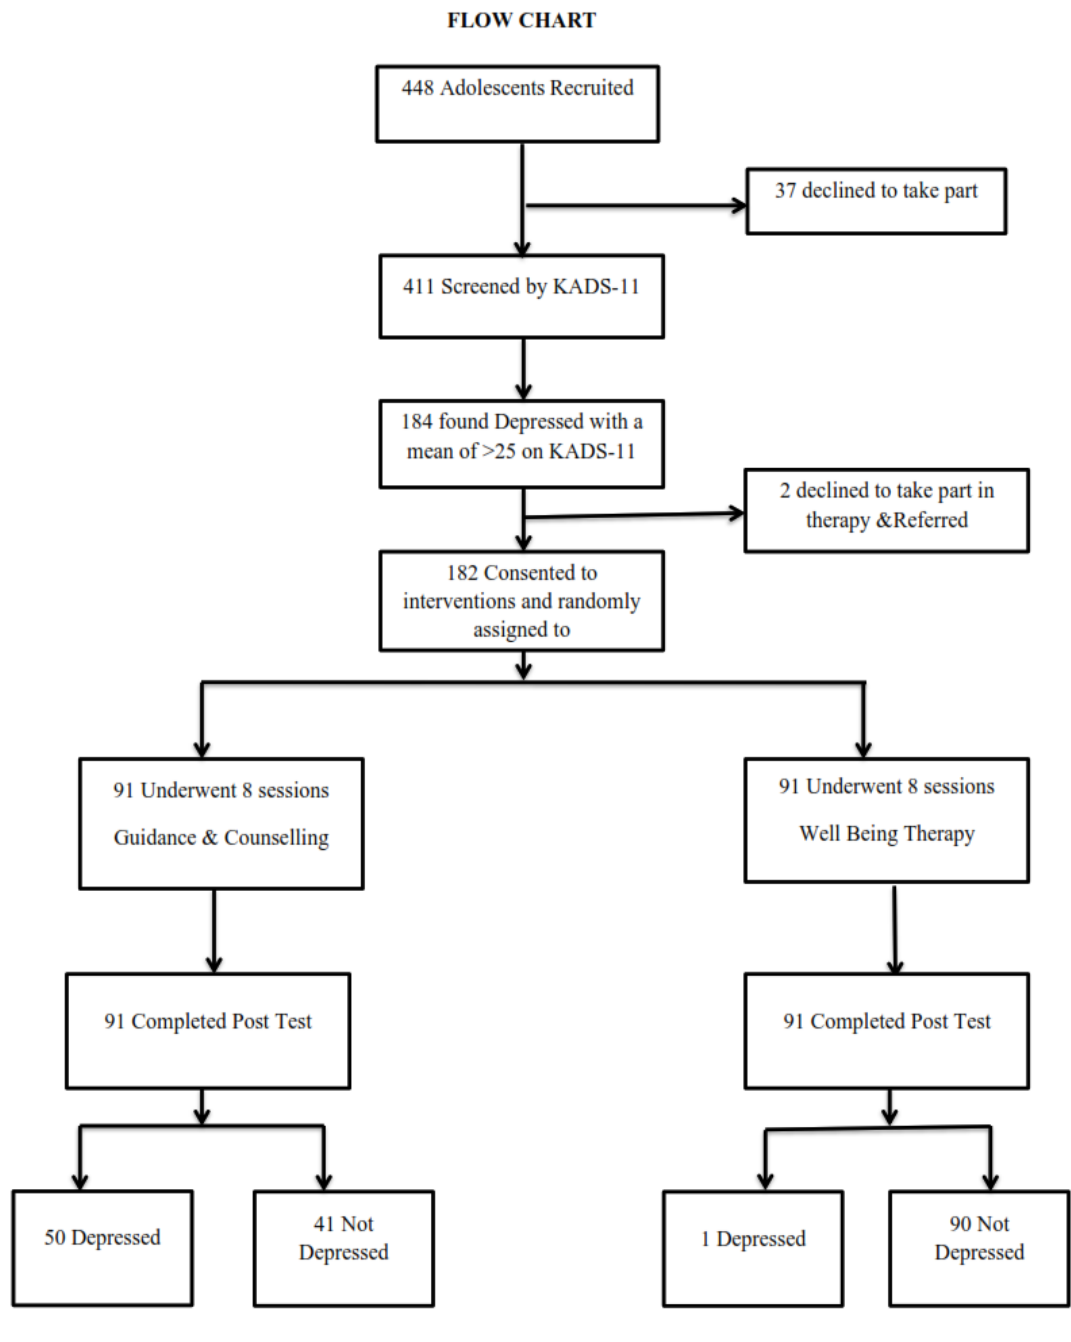 FLOW CHART
448 Adolescents Recruited
37 declined to take part
411 Screened by KADS-11
184 found Depressed with a
mean of >25 on KADS-11
2 declined to take part in
therapy &Referred
182 Consented to
interventions and randomly
assigned to
91 Underwent 8 sessions
Guidance & Counselling
91 Underwent 8 sessions
Well Being Therapy
91 Completed Post Test
91 Completed Post Test
50 Depressed
41 Not
Depressed
1 Depressed
90 Not
Depressed